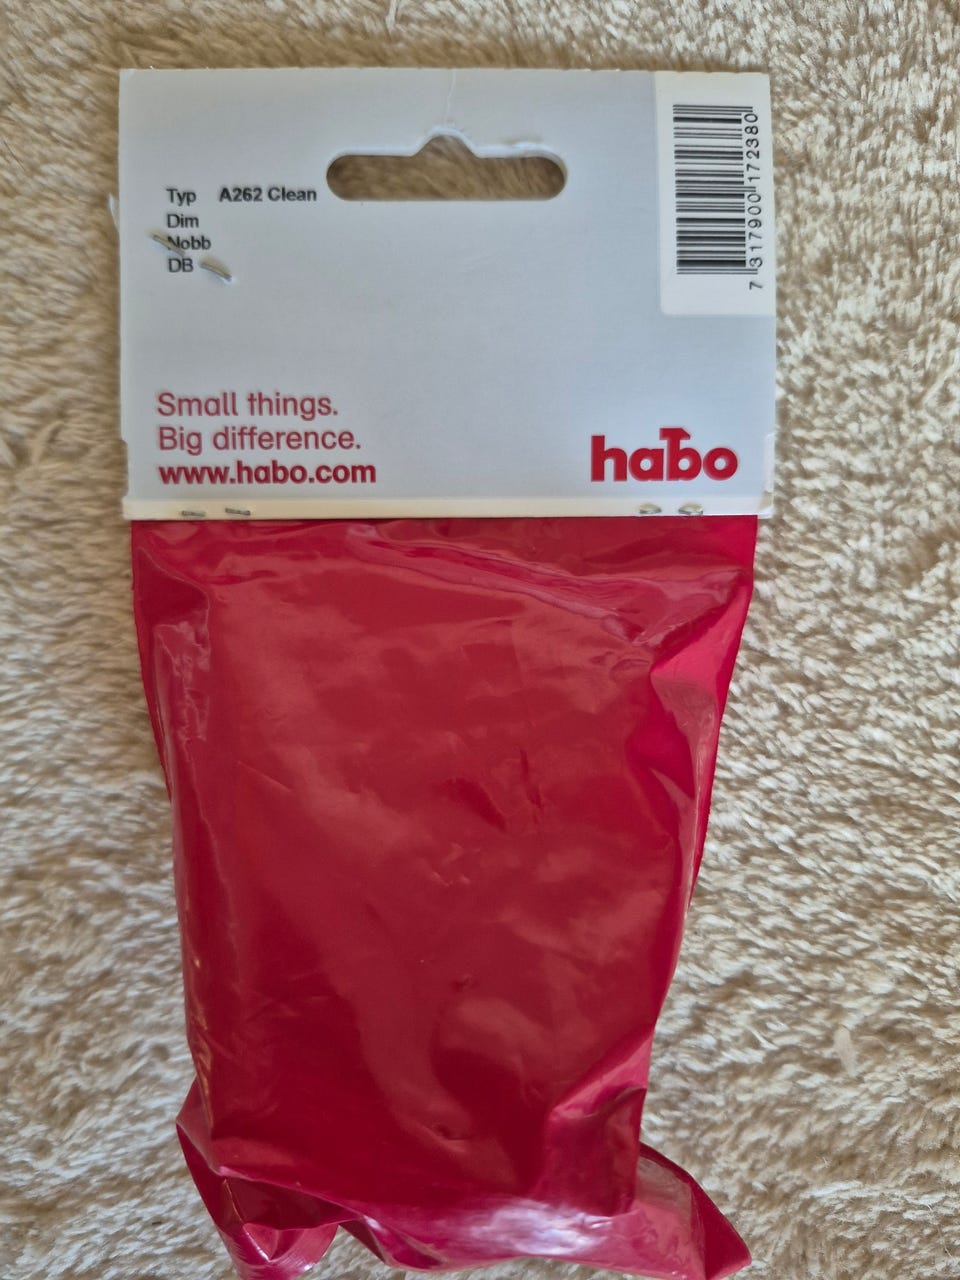 Typ A262 Clean
Dim
Nobb
DB
7 317900 172380
Small things.
Big difference.
www.habo.com
habo